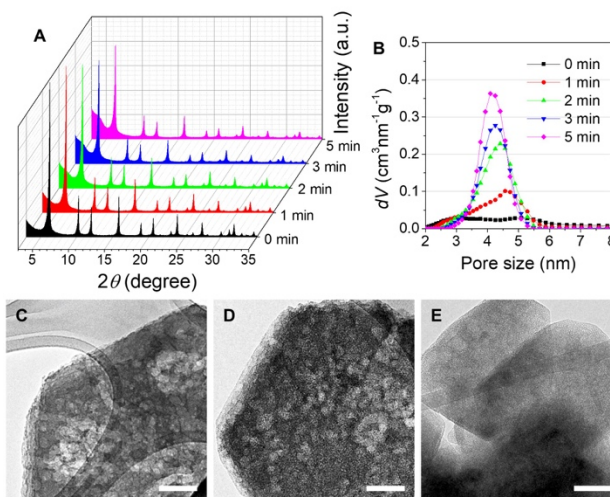 A
Intensity (a.u.)
5 min
3 min
2 min
1 min
0 min
5 10 15 20 25 30 35
2θ (degree)
B
dV (cm³nm⁻¹g⁻¹)
0.5
0.4
0.3
0.2
0.1
0.0
0 min
1 min
2 min
3 min
5 min
2 3 4 5 6 7 8
Pore size (nm)
C
D
E